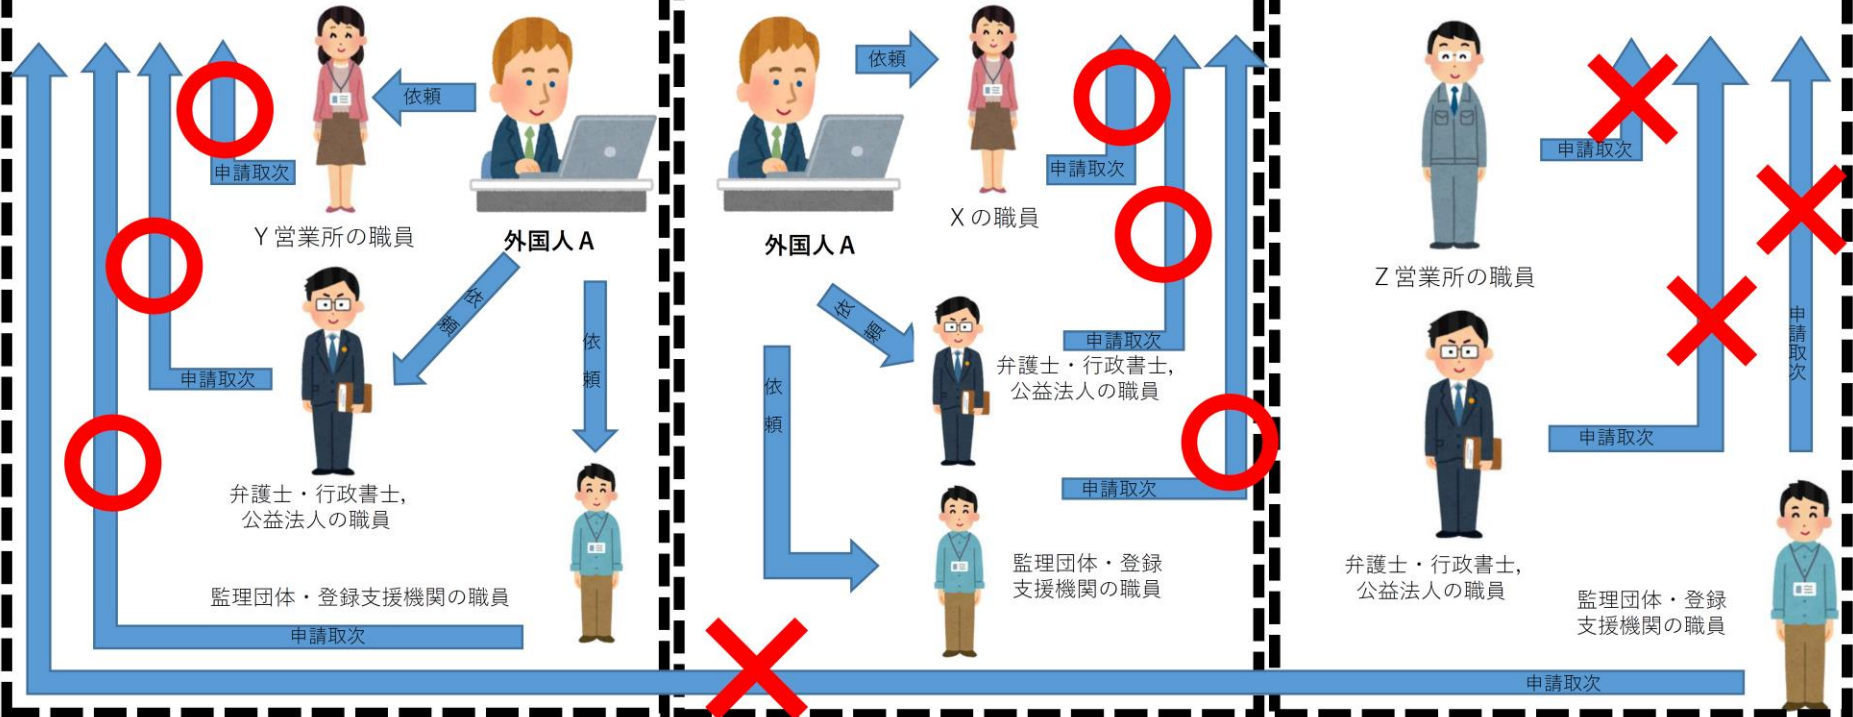 依頼
申請取次
Y営業所の職員
外国人A
依頼
依頼
申請取次
弁護士・行政書士,
公益法人の職員
監理団体・登録支援機関の職員
申請取次
依頼
申請取次
Xの職員
外国人A
依頼
申請取次
弁護士・行政書士,
公益法人の職員
依頼
申請取次
監理団体・登録
支援機関の職員
申請取次
Z営業所の職員
申請取次
申請取次
弁護士・行政書士,
公益法人の職員
監理団体・登録
支援機関の職員
申請取次